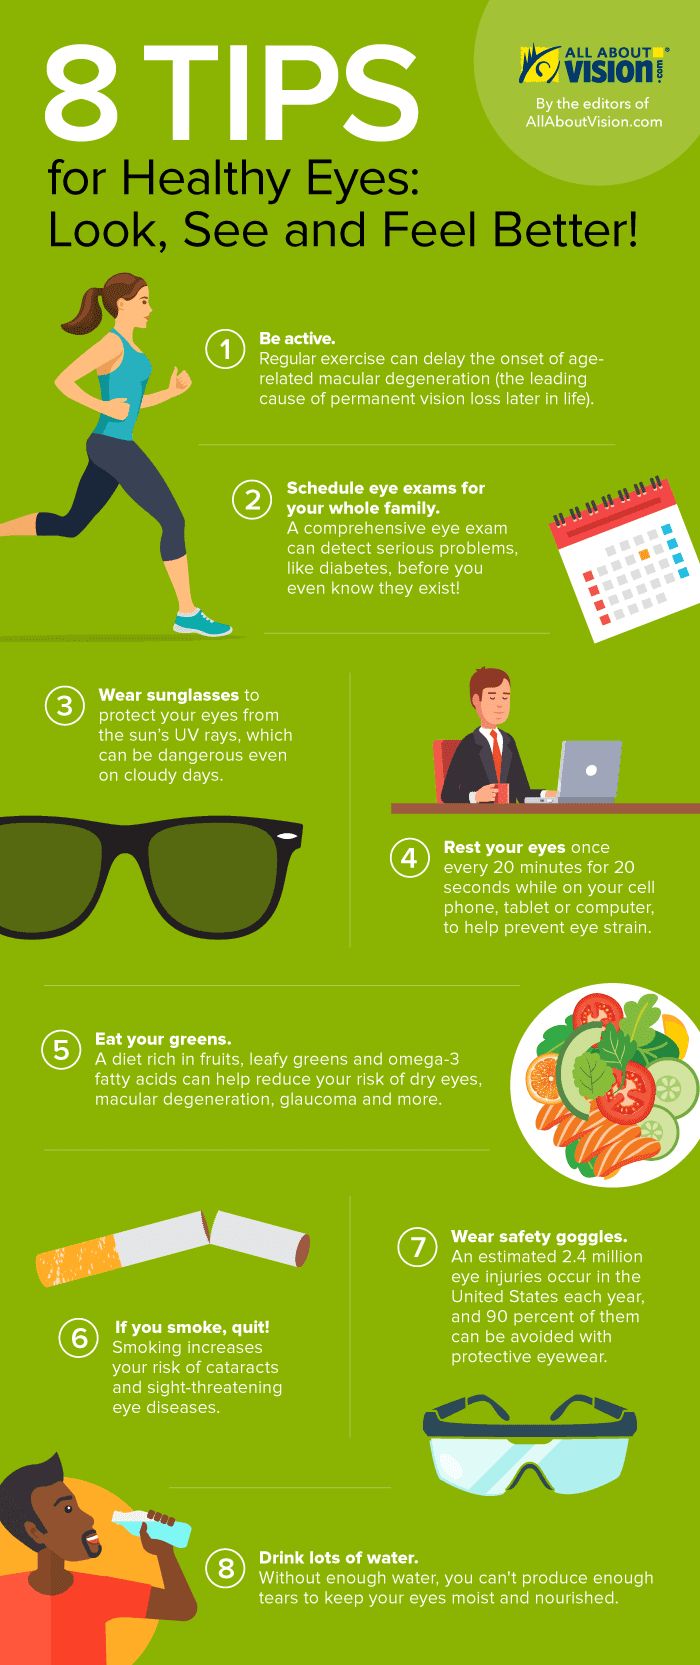 8 TIPS
for Healthy Eyes:
Look, See and Feel Better!
ALL ABOUT
VISION®
.com
By the editors of
AllAboutVision.com
1
Be active.
Regular exercise can delay the onset of age-
related macular degeneration (the leading
cause of permanent vision loss later in life).
2
Schedule eye exams for
your whole family.
A comprehensive eye exam
can detect serious problems,
like diabetes, before you
even know they exist!
3
Wear sunglasses to
protect your eyes from
the sun's UV rays, which
can be dangerous even
on cloudy days.
4
Rest your eyes once
every 20 minutes for 20
seconds while on your cell
phone, tablet or computer,
to help prevent eye strain.
5
Eat your greens.
A diet rich in fruits, leafy greens and omega-3
fatty acids can help reduce your risk of dry eyes,
macular degeneration, glaucoma and more.
6
If you smoke, quit!
Smoking increases
your risk of cataracts
and sight-threatening
eye diseases.
7
Wear safety goggles.
An estimated 2.4 million
eye injuries occur in the
United States each year,
and 90 percent of them
can be avoided with
protective eyewear.
8
Drink lots of water.
Without enough water, you can't produce enough
tears to keep your eyes moist and nourished.